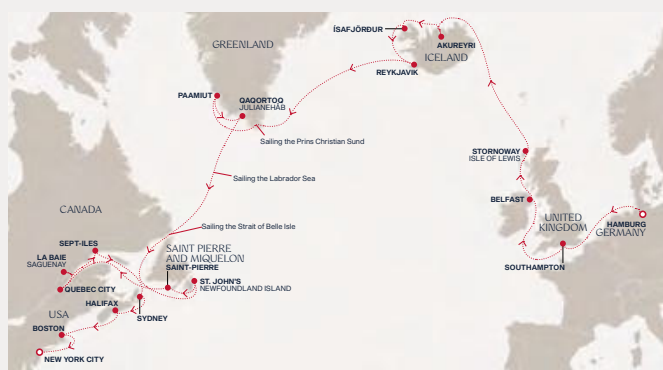 GREENLAND
ÍSAFJÖRÐUR
AKUREYRI
ICELAND
REYKJAVIK
PAAMIUT
QAQORTOQ
JULIANEHÅB
Sailing the Prins Christian Sund
STORNOWAY
ISLE OF LEWIS
Sailing the Labrador Sea
BELFAST
CANADA
UNITED
KINGDOM
HAMBURG
GERMANY
Sailing the Strait of Belle Isle
SEPT-ILES
SAINT PIERRE
AND MIQUELON
SAINT-PIERRE
LA BAIE
SAGUENAY
SOUTHAMPTON
ST. JOHN'S
NEWFOUNDLAND ISLAND
QUEBEC CITY
HALIFAX
USA
SYDNEY
BOSTON
NEW YORK CITY